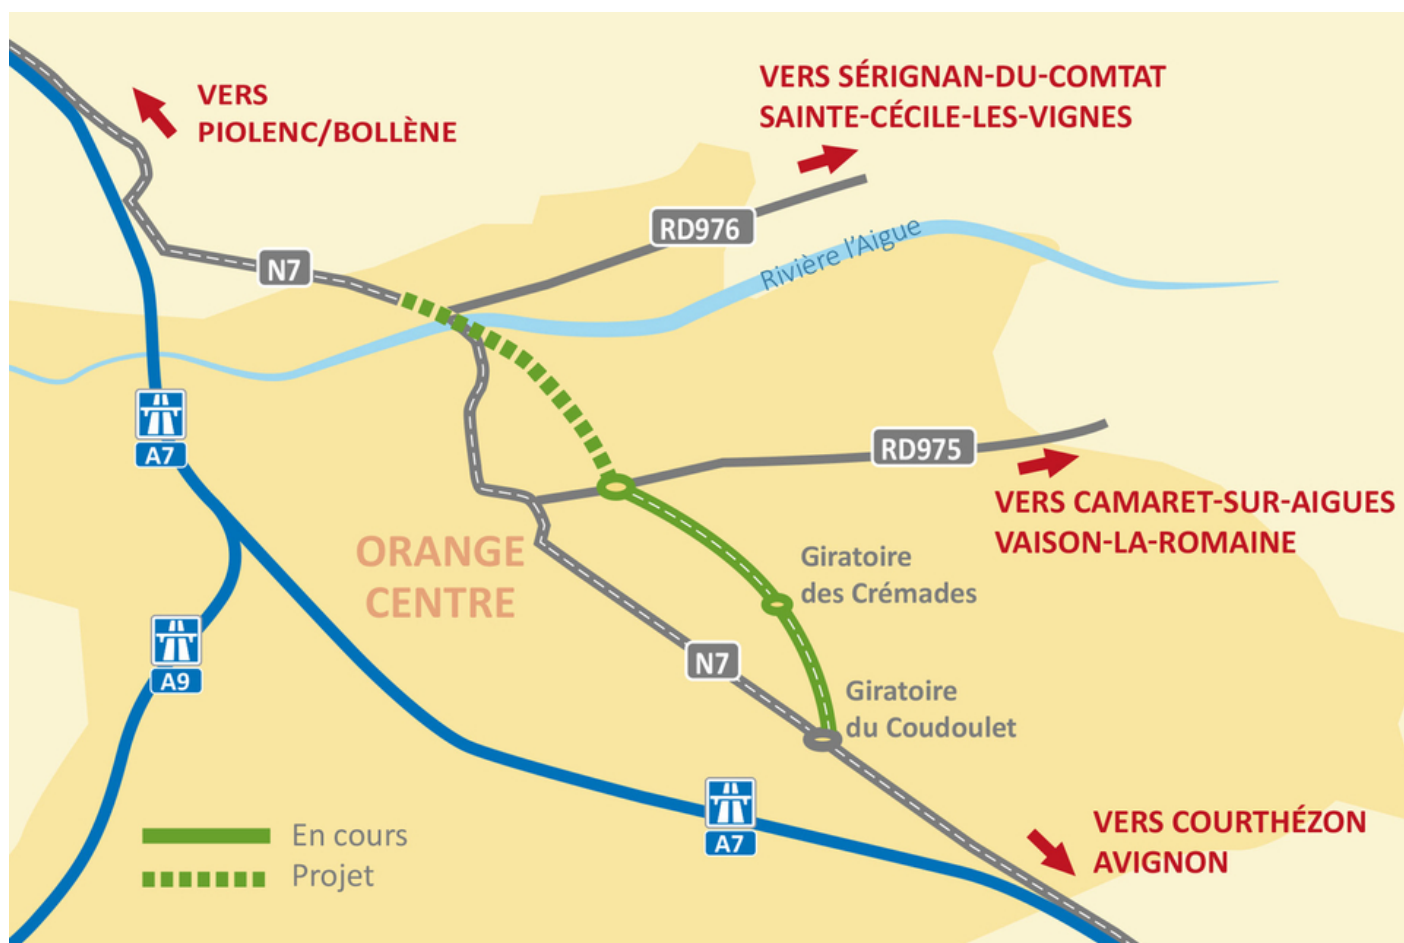 VERS
PIOLENC/BOLLÈNE
VERS SÉRIGNAN-DU-COMTAT
SAINTE-CÉCILE-LES-VIGNES
RD976
Rivière l'Aigue
N7
A7
RD975
VERS CAMARET-SUR-AIGUES
VAISON-LA-ROMAINE
ORANGE
CENTRE
Giratoire
des Crémades
A9
N7
Giratoire
du Coudoulet
A7
VERS COURTHÉZON
AVIGNON
En cours
Projet